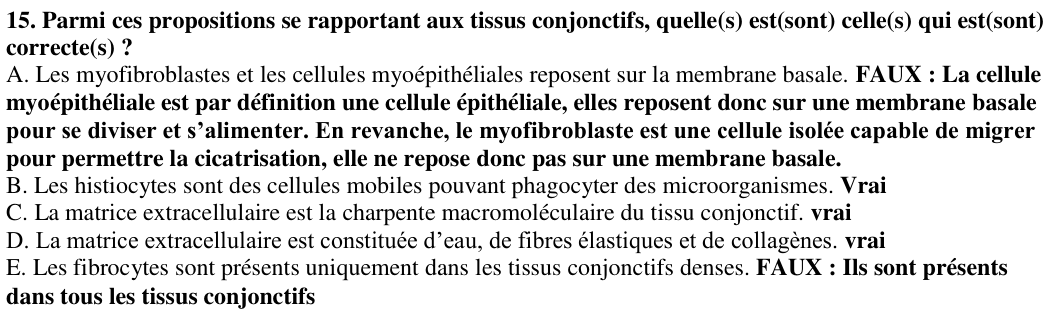 15. Parmi ces propositions se rapportant aux tissus conjonctifs, quelle(s) est(sont) celle(s) qui est(sont)
correcte(s) ?
A. Les myofibroblastes et les cellules myoépithéliales reposent sur la membrane basale. FAUX : La cellule
myoépithéliale est par définition une cellule épithéliale, elles reposent donc sur une membrane basale
pour se diviser et s’alimenter. En revanche, le myofibroblaste est une cellule isolée capable de migrer
pour permettre la cicatrisation, elle ne repose donc pas sur une membrane basale.
B. Les histiocytes sont des cellules mobiles pouvant phagocyter des microorganismes. Vrai
C. La matrice extracellulaire est la charpente macromoléculaire du tissu conjonctif. vrai
D. La matrice extracellulaire est constituée d’eau, de fibres élastiques et de collagènes. vrai
E. Les fibrocytes sont présents uniquement dans les tissus conjonctifs denses. FAUX : Ils sont présents
dans tous les tissus conjonctifs